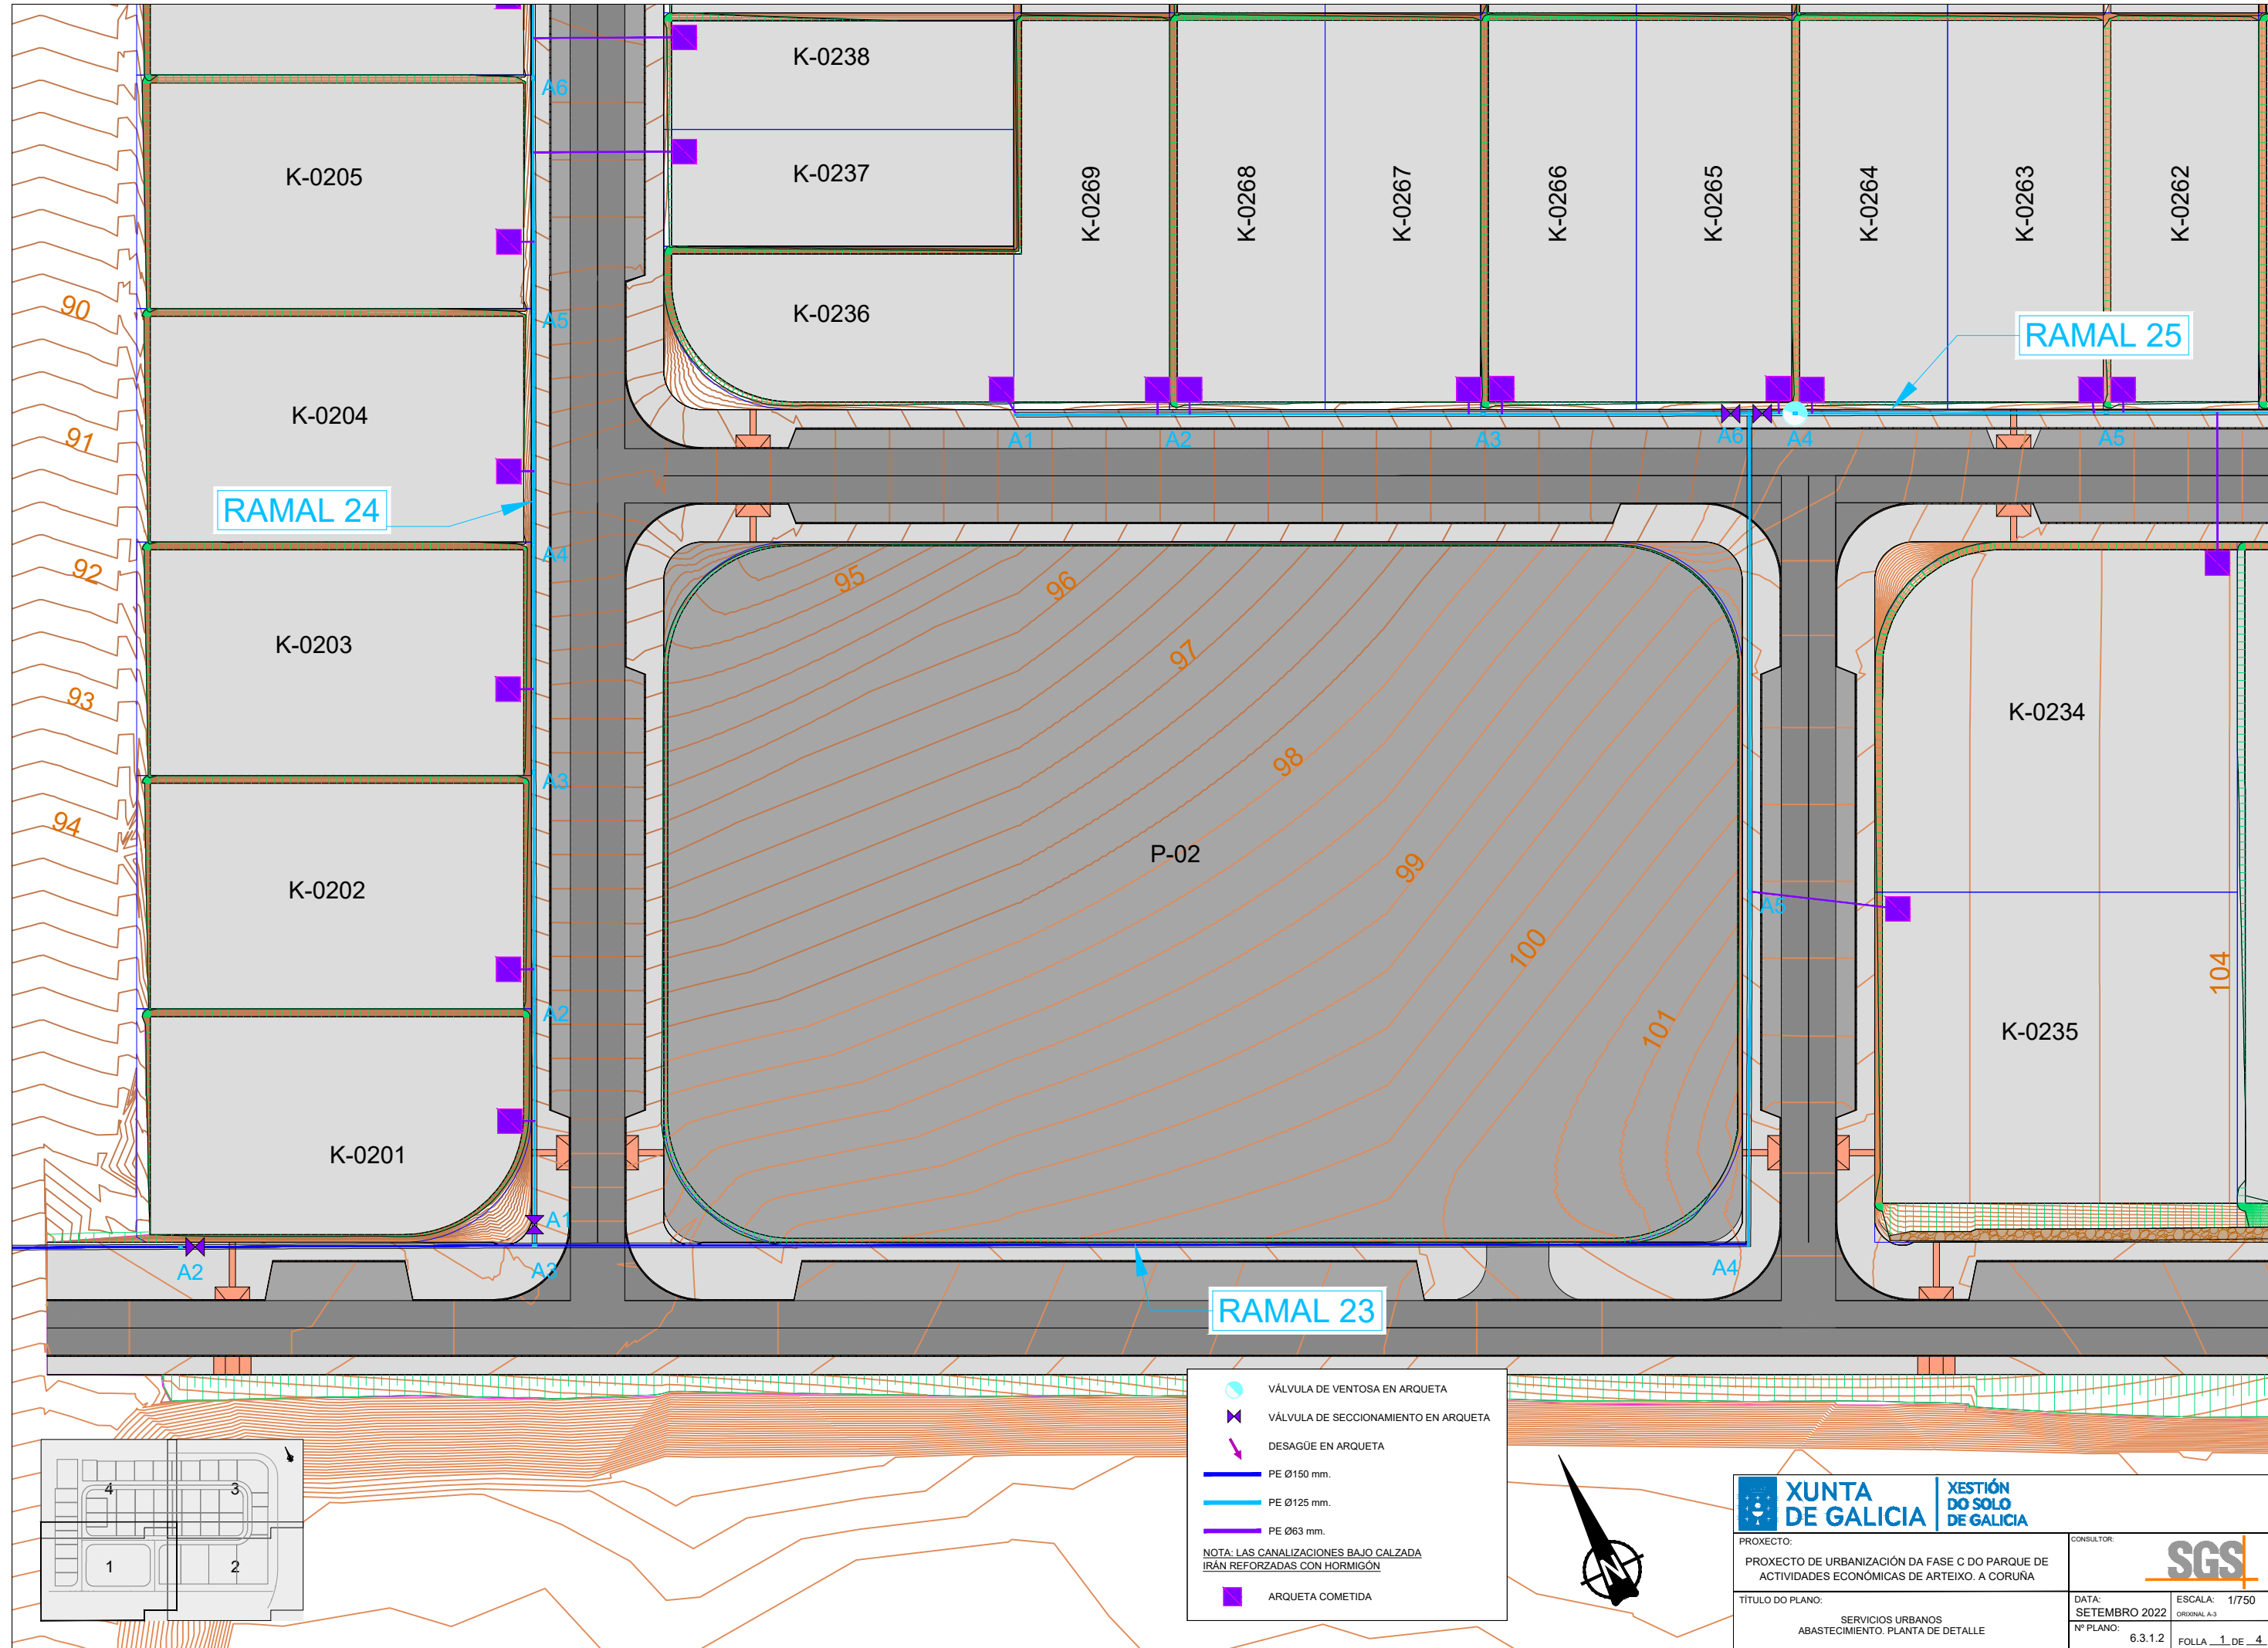 K-0238
A6
K-0205
K-0237
K-0269
K-0268
K-0267
K-0266
K-0265
K-0264
K-0263
K-0262
90
A5
K-0236
RAMAL 25
K-0204
91
A1
A2
A3
A6
A4
A5
RAMAL 24
A4
92
95
96
K-0203
97
93
K-0234
98
A3
94
P-02
99
K-0202
A5
100
104
A2
101
K-0235
K-0201
A1
A2
A3
A4
RAMAL 23
VÁLVULA DE VENTOSA EN ARQUETA
VÁLVULA DE SECCIONAMIENTO EN ARQUETA
DESAGÜE EN ARQUETA
PE Ø150 mm.
PE Ø125 mm.
PE Ø63 mm.
NOTA: LAS CANALIZACIONES BAJO CALZADA
IRÁN REFORZADAS CON HORMIGÓN
ARQUETA COMETIDA
4
3
1
2
XUNTA
DE GALICIA
XESTIÓN
DO SOLO
DE GALICIA
PROXECTO:
PROXECTO DE URBANIZACIÓN DA FASE C DO PARQUE DE
ACTIVIDADES ECONÓMICAS DE ARTEIXO. A CORUÑA
CONSULTOR:
SGS
TÍTULO DO PLANO:
SERVICIOS URBANOS
ABASTECIMENTO. PLANTA DE DETALLE
DATA:
SETEMBRO 2022
ESCALA: 1/750
ORIXINAL A-3
Nº PLANO:
6.3.1.2
FOLLA 1 DE 4